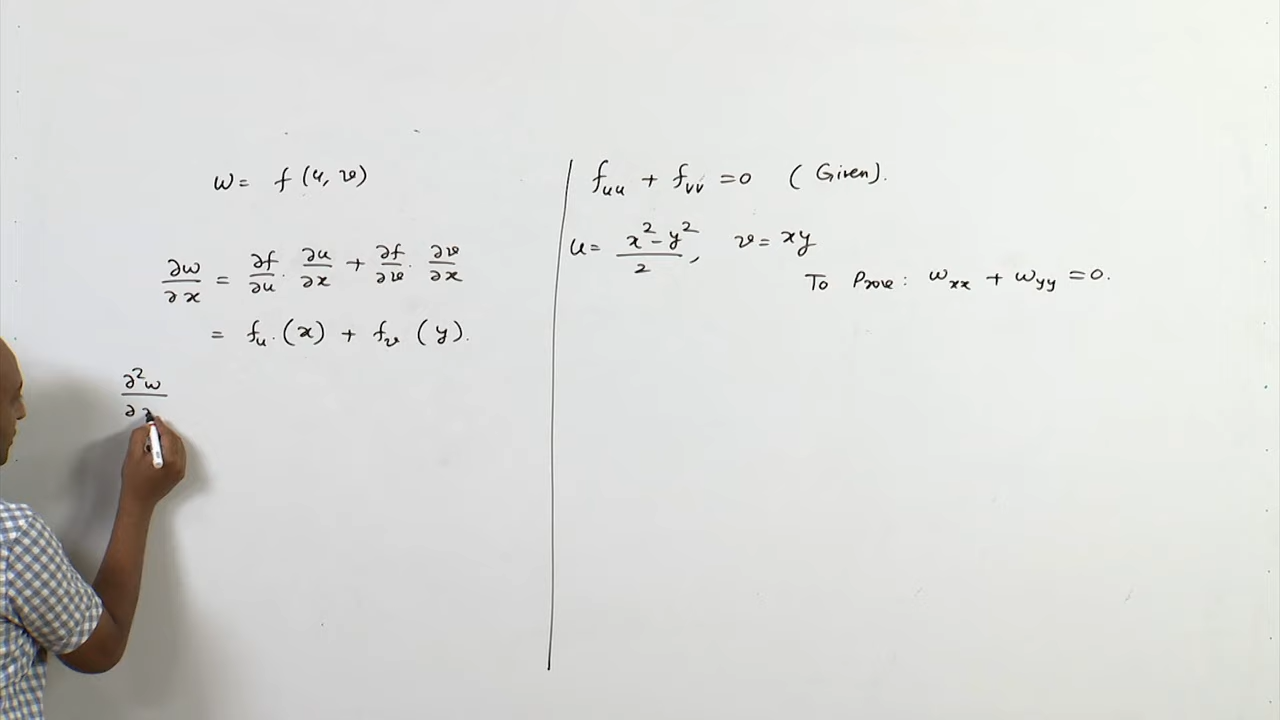 w = f (u, v)
∂w/∂x = ∂f/∂u · ∂u/∂x + ∂f/∂v · ∂v/∂x
= f_u · (x) + f_v (y).
∂²w/∂x
f_uu + f_vv = 0 (Given).
u = (x² - y²)/2, v = xy
To Prove : w_xx + w_yy = 0.